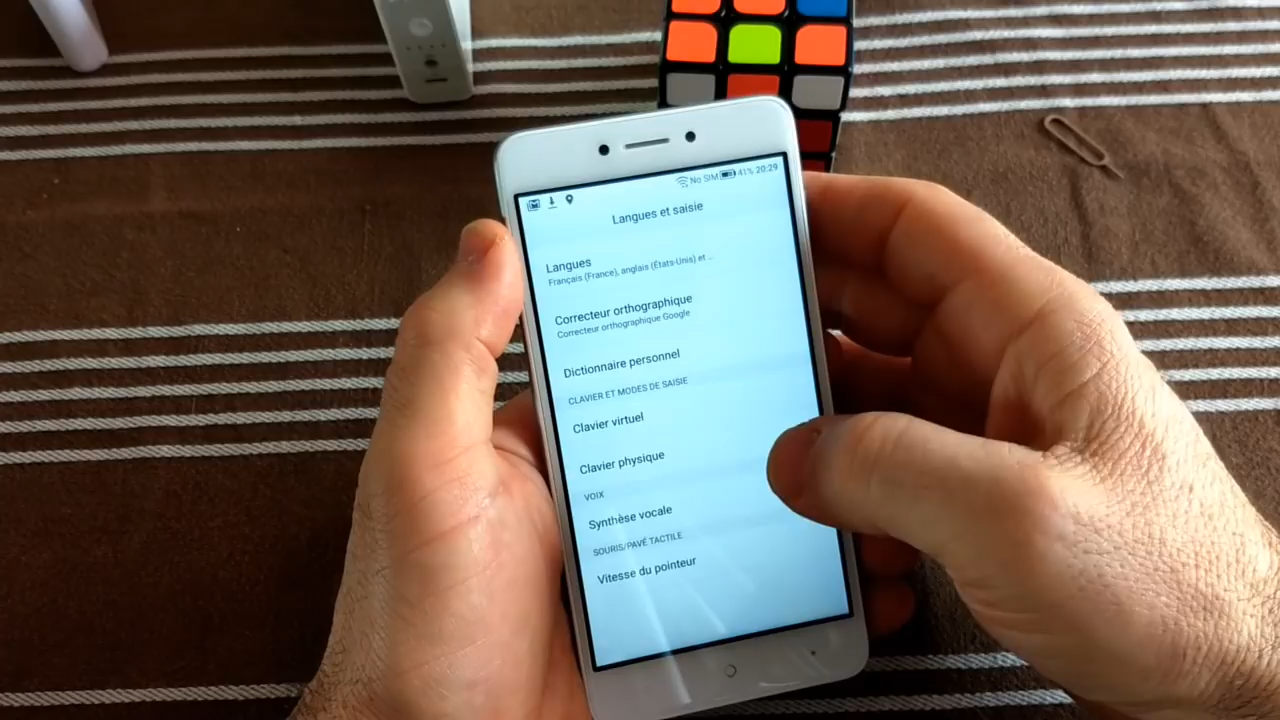 No SIM 41% 20:29
Langues et saisie
Langues
Français (France), anglais (États-Unis) et ...
Correcteur orthographique
Correcteur orthographique Google
Dictionnaire personnel
CLAVIER ET MODES DE SAISIE
Clavier virtuel
Clavier physique
VOIX
Synthèse vocale
SOURIS/PAVÉ TACTILE
Vitesse du pointeur